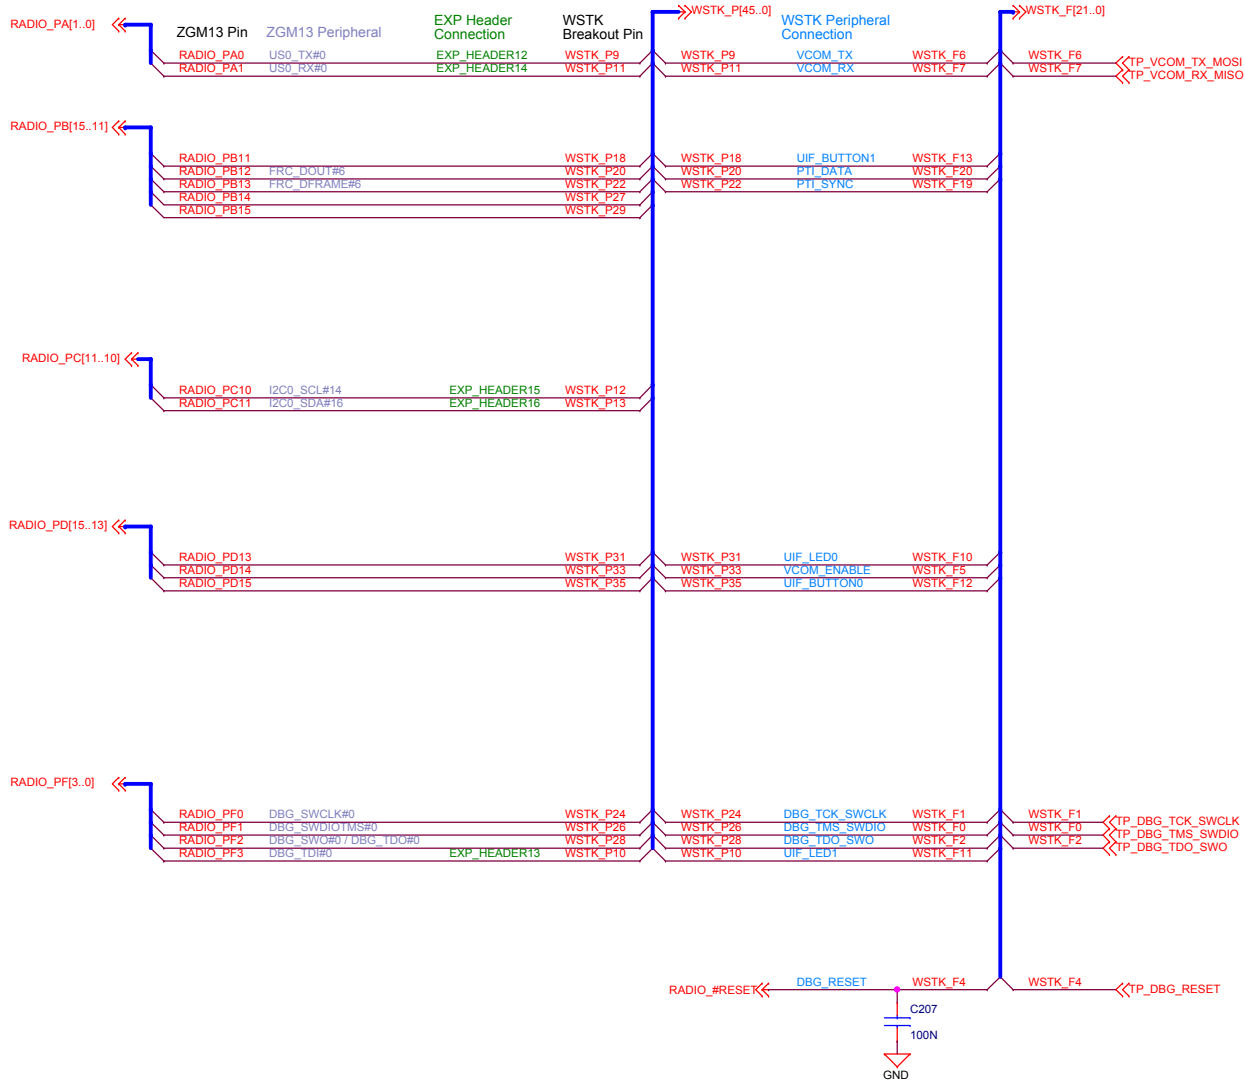 WSTK_P[45..0] WSTK_F[21..0]
RADIO_PA[1..0]
ZGM13 Pin ZGM13 Peripheral EXP Header Connection WSTK Breakout Pin WSTK Peripheral Connection
RADIO_PA0 US0_TX#0 EXP_HEADER12 WSTK_P9 WSTK_P9 VCOM_TX WSTK_F6 WSTK_F6 TP_VCOM_TX_MOSI
RADIO_PA1 US0_RX#0 EXP_HEADER14 WSTK_P11 WSTK_P11 VCOM_RX WSTK_F7 WSTK_F7 TP_VCOM_RX_MISO
RADIO_PB[15..11]
RADIO_PB11 WSTK_P18 WSTK_P18 UIF_BUTTON1 WSTK_F13
RADIO_PB12 FRC_DOUT#6 WSTK_P20 WSTK_P20 PTI_DATA WSTK_F20
RADIO_PB13 FRC_DFRAME#6 WSTK_P22 WSTK_P22 PTI_SYNC WSTK_F19
RADIO_PB14 WSTK_P27
RADIO_PB15 WSTK_P29
RADIO_PC[11..10]
RADIO_PC10 I2C0_SCL#14 EXP_HEADER15 WSTK_P12
RADIO_PC11 I2C0_SDA#16 EXP_HEADER16 WSTK_P13
RADIO_PD[15..13]
RADIO_PD13 WSTK_P31 WSTK_P31 UIF_LED0 WSTK_F10
RADIO_PD14 WSTK_P33 WSTK_P33 VCOM_ENABLE WSTK_F5
RADIO_PD15 WSTK_P35 WSTK_P35 UIF_BUTTON0 WSTK_F12
RADIO_PF[3..0]
RADIO_PF0 DBG_SWCLK#0 WSTK_P24 WSTK_P24 DBG_TCK_SWCLK WSTK_F1 WSTK_F1 TP_DBG_TCK_SWCLK
RADIO_PF1 DBG_SWDIOTMS#0 WSTK_P26 WSTK_P26 DBG_TMS_SWDIO WSTK_F0 WSTK_F0 TP_DBG_TMS_SWDIO
RADIO_PF2 DBG_SWO#0 / DBG_TDO#0 WSTK_P28 WSTK_P28 DBG_TDO_SWO WSTK_F2 WSTK_F2 TP_DBG_TDO_SWO
RADIO_PF3 DBG_TDI#0 EXP_HEADER13 WSTK_P10 WSTK_P10 UIF_LED1 WSTK_F11
RADIO_#RESET DBG_RESET WSTK_F4 WSTK_F4 TP_DBG_RESET
C207
100N
GND